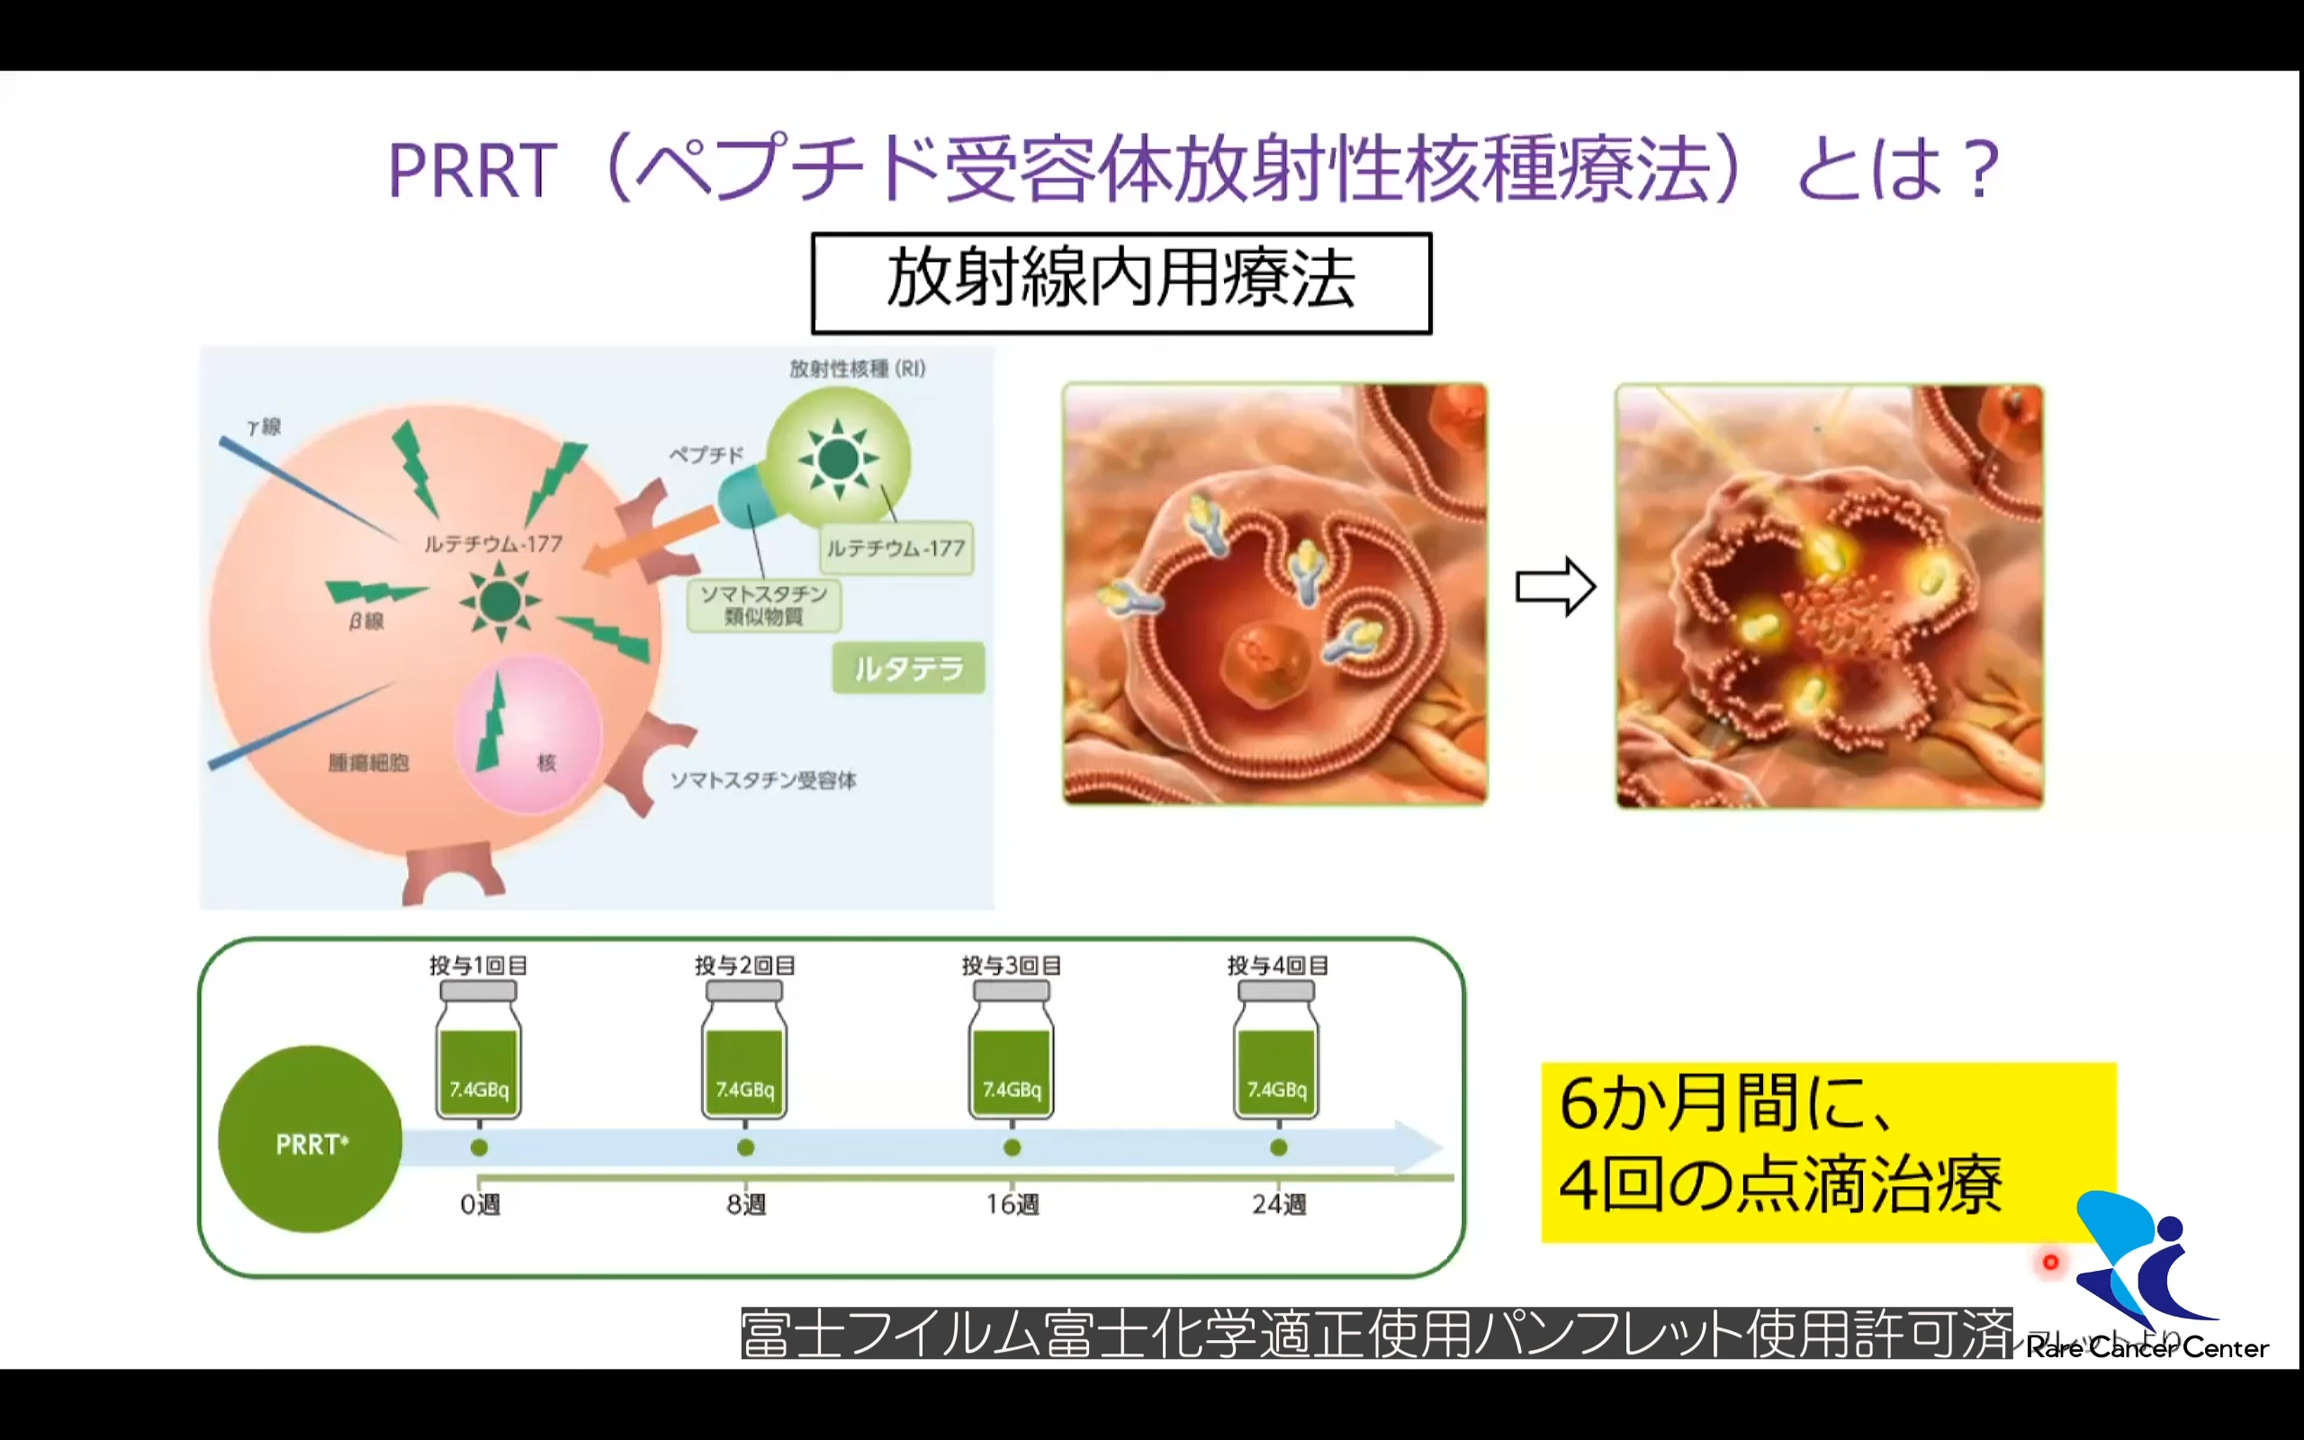 PRRT（ペプチド受容体放射性核種療法）とは？
放射線内用療法
放射性核種(RI)
γ線
ペプチド
ルテチウム-177
ルテチウム-177
ソマトスタチン
類似物質
β線
ルタテラ
腫瘍細胞
核
ソマトスタチン受容体
投与1回目
投与2回目
投与3回目
投与4回目
7.4GBq
7.4GBq
7.4GBq
7.4GBq
PRRT*
0週
8週
16週
24週
6か月間に、
4回の点滴治療
富士フイルム富士化学適正使用パンフレット使用許可済
Rare Cancer Center